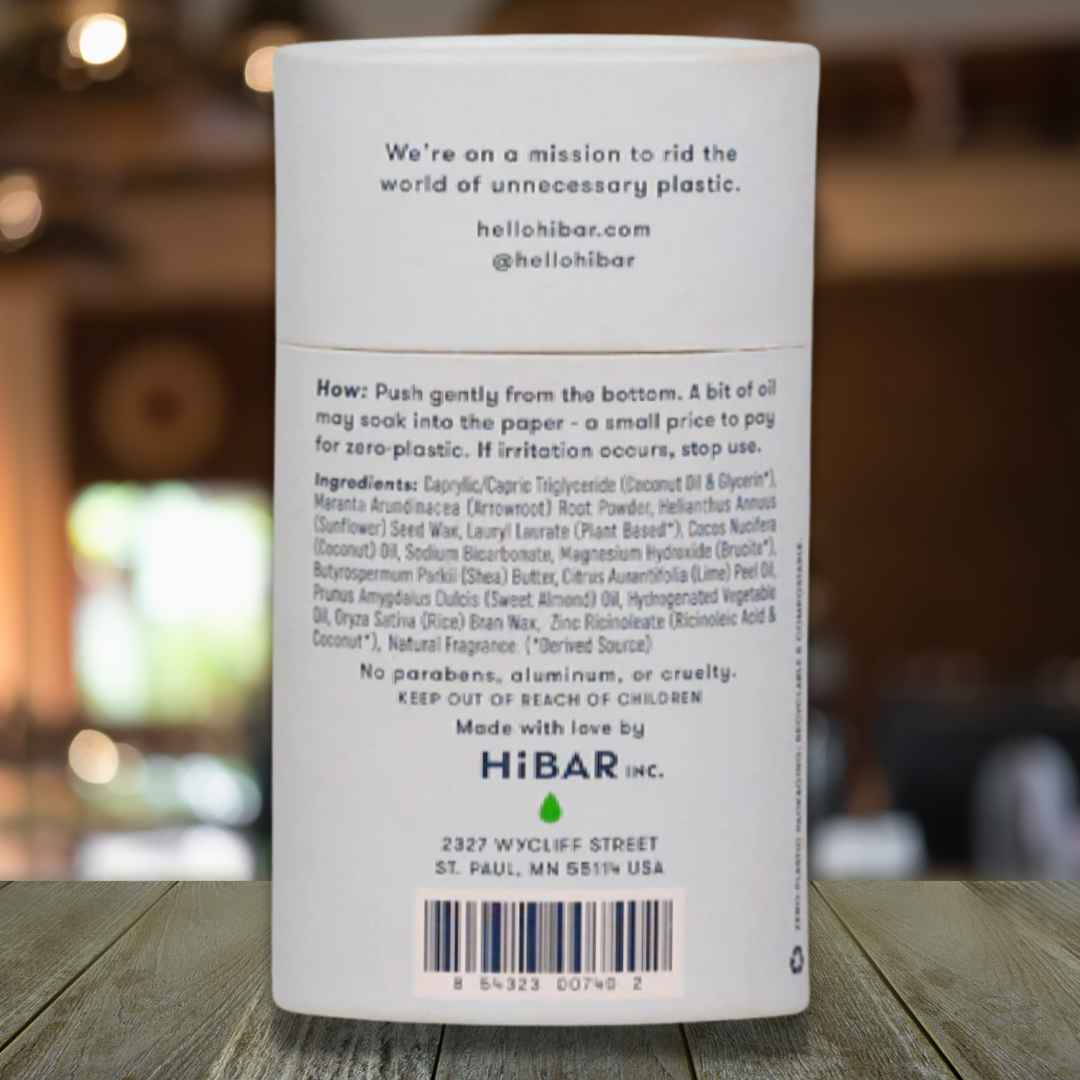 We're on a mission to rid the
world of unnecessary plastic.
hellohibar.com
@hellohibar
How: Push gently from the bottom. A bit of oil
may soak into the paper - a small price to pay
for zero-plastic. If irritation occurs, stop use.
Ingredients: Caprylic/Capric Triglyceride (Coconut Oil & Glycerin*),
Maranta Arundinacea (Arrowroot) Root Powder, Helianthus Annuus
(Sunflower) Seed Wax, Lauryl Laurate (Plant Based*), Cocos Nucifera
(Coconut) Oil, Sodium Bicarbonate, Magnesium Hydroxide (Brucite*),
Butyrospermum Parkii (Shea) Butter, Citrus Aurantifolia (Lime) Peel Oil,
Prunus Amygdalus Dulcis (Sweet Almond) Oil, Hydrogenated Vegetable
Oil, Oryza Sativa (Rice) Bran Wax, Zinc Ricinoleate (Ricinoleic Acid &
Coconut*), Natural Fragrance (*Derived Source)
No parabens, aluminum, or cruelty.
KEEP OUT OF REACH OF CHILDREN
Made with love by
HiBAR INC.
2327 WYCLIFF STREET
ST. PAUL, MN 55114 USA
8 54323 00740 2
ZERO-PLASTIC PACKAGING: RECYCLABLE & COMPOSTABLE